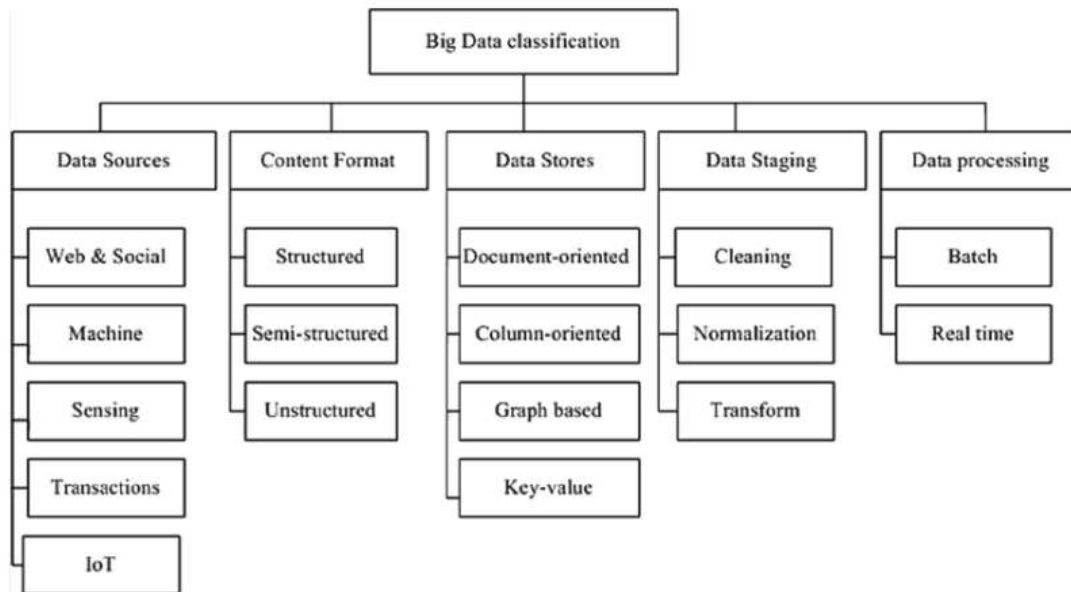 Big Data classification
Data Sources
Content Format
Data Stores
Data Staging
Data processing
Web & Social
Structured
Document-oriented
Cleaning
Batch
Machine
Semi-structured
Column-oriented
Normalization
Real time
Sensing
Unstructured
Graph based
Transform
Transactions
Key-value
IoT